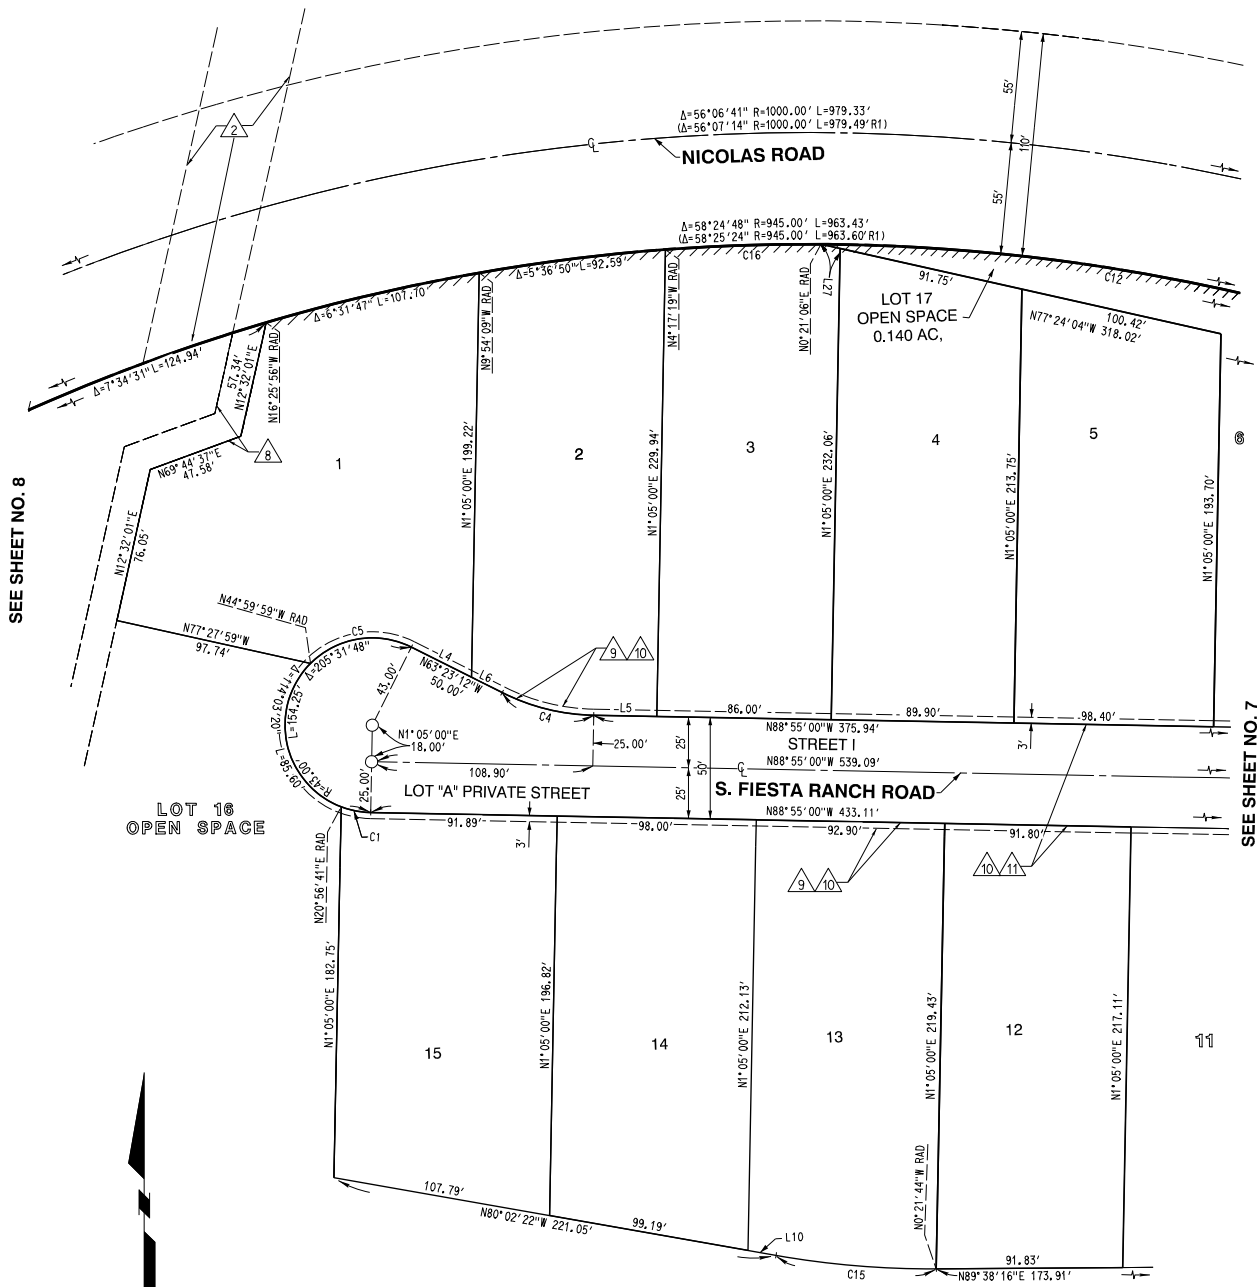 55'
110'
55'
2
Δ=56°06'41" R=1000.00' L=979.33'
(Δ=56°07'14" R=1000.00' L=979.49'R1)
NICOLAS ROAD
Δ=58°24'48" R=945.00' L=963.43'
(Δ=58°25'24" R=945.00' L=963.60'R1)
C16
C12
Δ=5°36'50" L=92.59'
Δ=6°31'47" L=107.70'
Δ=7°34'31" L=124.94'
N16°25'56"W RAD
N9°54'09"W RAD
N4°17'19"W RAD
N0°21'06"E RAD
L27
91.75'
LOT 17
OPEN SPACE
0.140 AC,
100.42'
N77°24'04"W 318.02'
57.34'
N12°32'01"E
8
N69°44'37"E
47.58'
N12°32'01"E
76.05'
1
2
3
4
5
6
N1°05'00"E 199.22'
N1°05'00"E 229.94'
N1°05'00"E 232.06'
N1°05'00"E 213.75'
N1°05'00"E 193.70'
SEE SHEET NO. 8
N44°59'59"W RAD
N77°27'59"W
97.74'
C5
Δ=205°31'48"
L=154.25'
Δ=114°03'20" L=85.60'
R=43.00'
L4
L6
N63°23'12"W
50.00'
43.00'
9 10
C4
L5
86.00'
N88°55'00"W 375.94'
89.90'
98.40'
N1°05'00"E
18.00'
25.00'
25'
50'
25'
STREET I
N88°55'00"W 539.09'
3'
108.90'
25.00'
LOT "A" PRIVATE STREET
S. FIESTA RANCH ROAD
N88°55'00"W 433.11'
SEE SHEET NO. 7
LOT 16
OPEN SPACE
C1
91.89'
3'
98.00'
92.90'
91.80'
9 10
10 11
N20°56'41"E RAD
N1°05'00"E 182.75'
N1°05'00"E 196.82'
N1°05'00"E 212.13'
N1°05'00"E 219.43'
N1°05'00"E 217.11'
15
14
13
12
11
N0°21'44"W RAD
107.79'
N80°02'22"W 221.05'
99.19'
L10
C15
91.83'
N89°38'16"E 173.91'